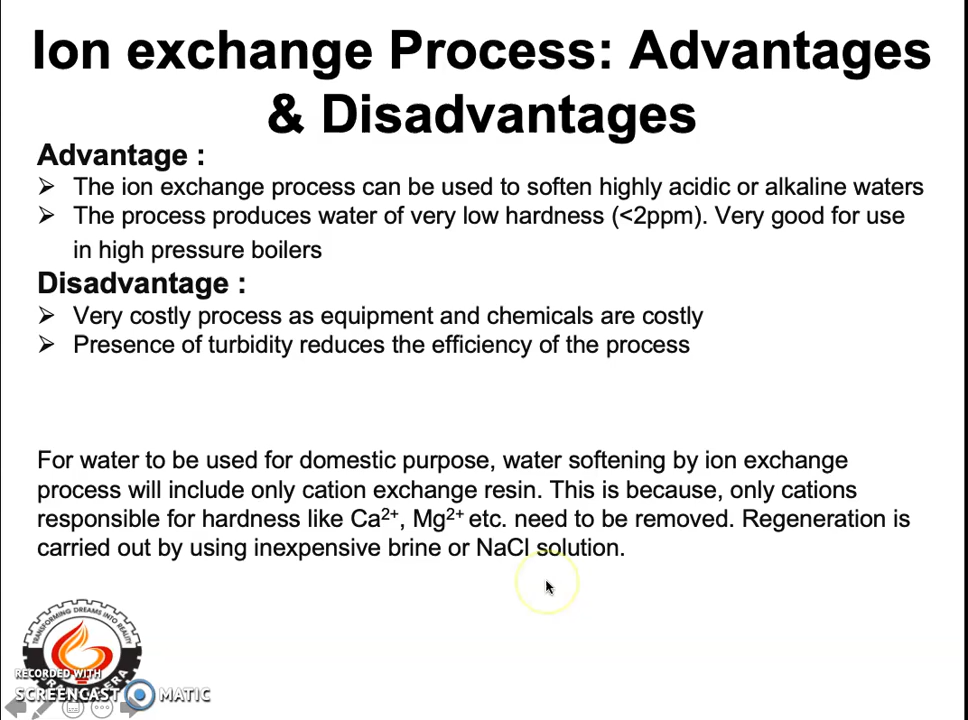 Ion exchange Process: Advantages
& Disadvantages
Advantage :
➢ The ion exchange process can be used to soften highly acidic or alkaline waters
➢ The process produces water of very low hardness (<2ppm). Very good for use
in high pressure boilers
Disadvantage :
➢ Very costly process as equipment and chemicals are costly
➢ Presence of turbidity reduces the efficiency of the process
For water to be used for domestic purpose, water softening by ion exchange
process will include only cation exchange resin. This is because, only cations
responsible for hardness like Ca²⁺, Mg²⁺ etc. need to be removed. Regeneration is
carried out by using inexpensive brine or NaCl solution.
TRANSFORMING DREAMS INTO REALITY
RECORDED WITH
SCREENCAST MATIC